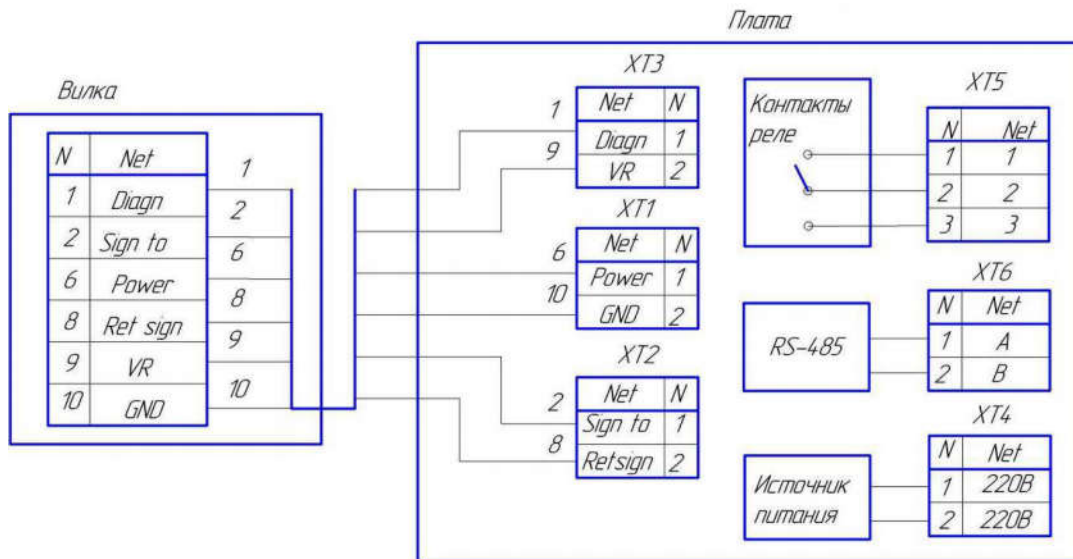 Плата
Вилка
N Net
1 Diagn
2 Sign to
6 Power
8 Ret sign
9 VR
10 GND
1
2
6
8
9
10
XT3
1
9
Net N
Diagn 1
VR 2
XT1
6
10
Net N
Power 1
GND 2
XT2
2
8
Net N
Sign to 1
Retsign 2
Контакты
реле
XT5
N Net
1 1
2 2
3 3
RS-485
XT6
N Net
1 A
2 B
Источник
питания
XT4
N Net
1 220В
2 220В